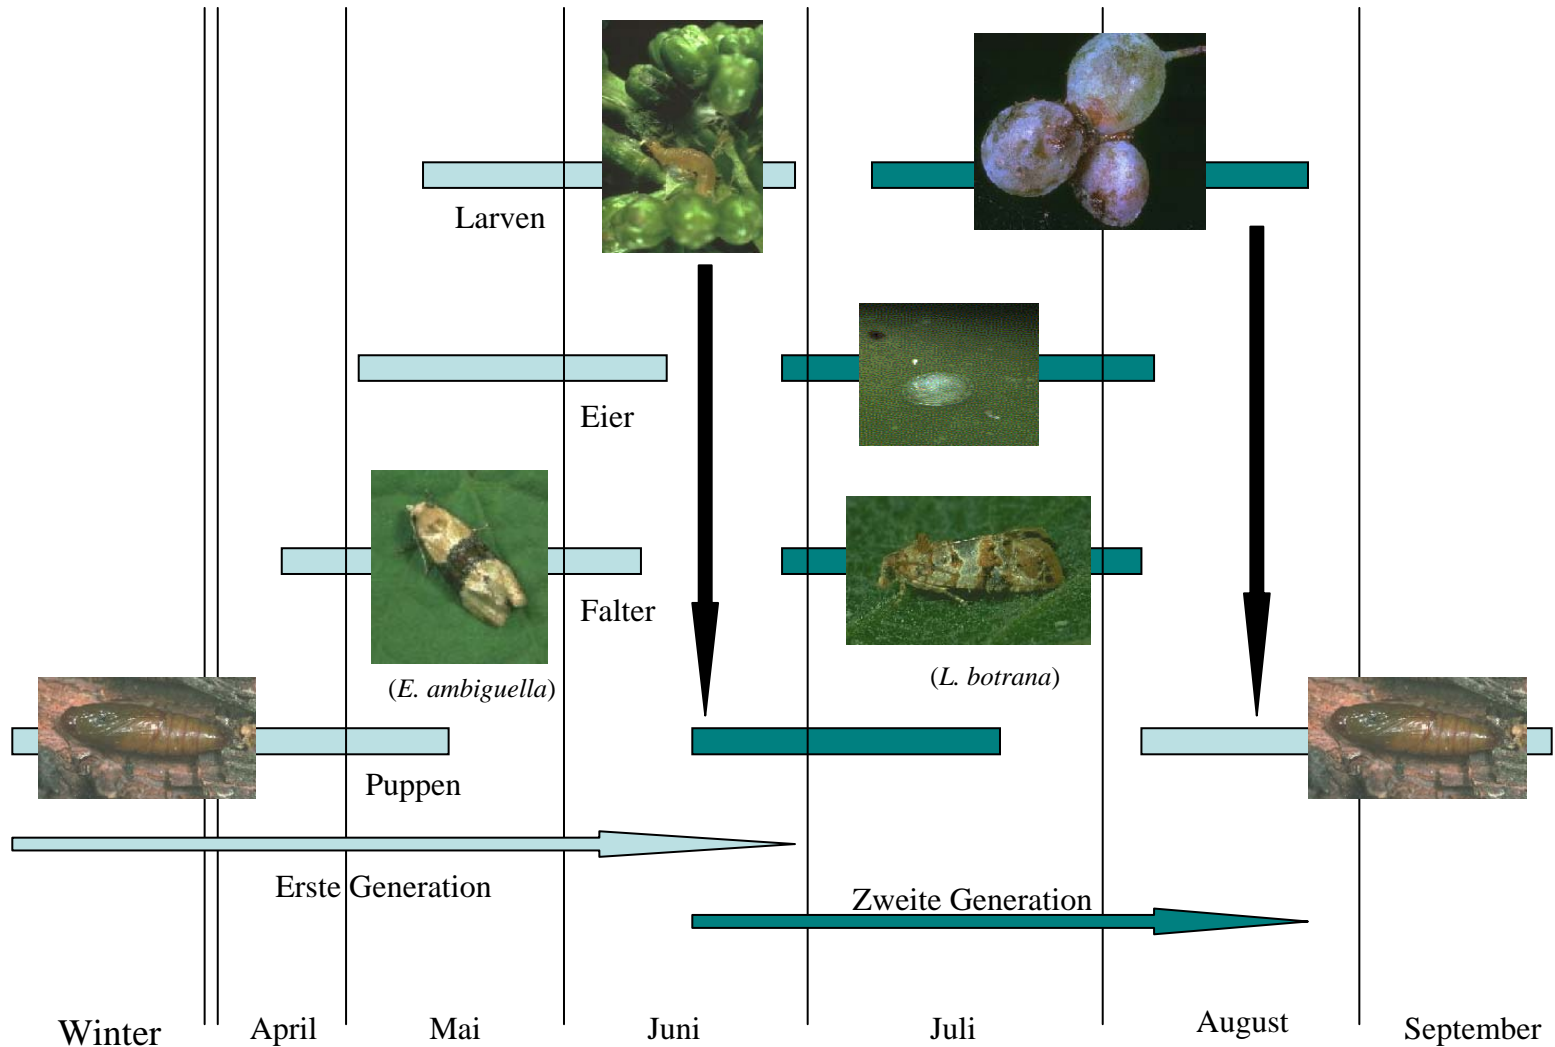 Larven
Eier
Falter
(E. ambiguella)
(L. botrana)
Puppen
Erste Generation
Zweite Generation
Winter
April
Mai
Juni
Juli
August
September